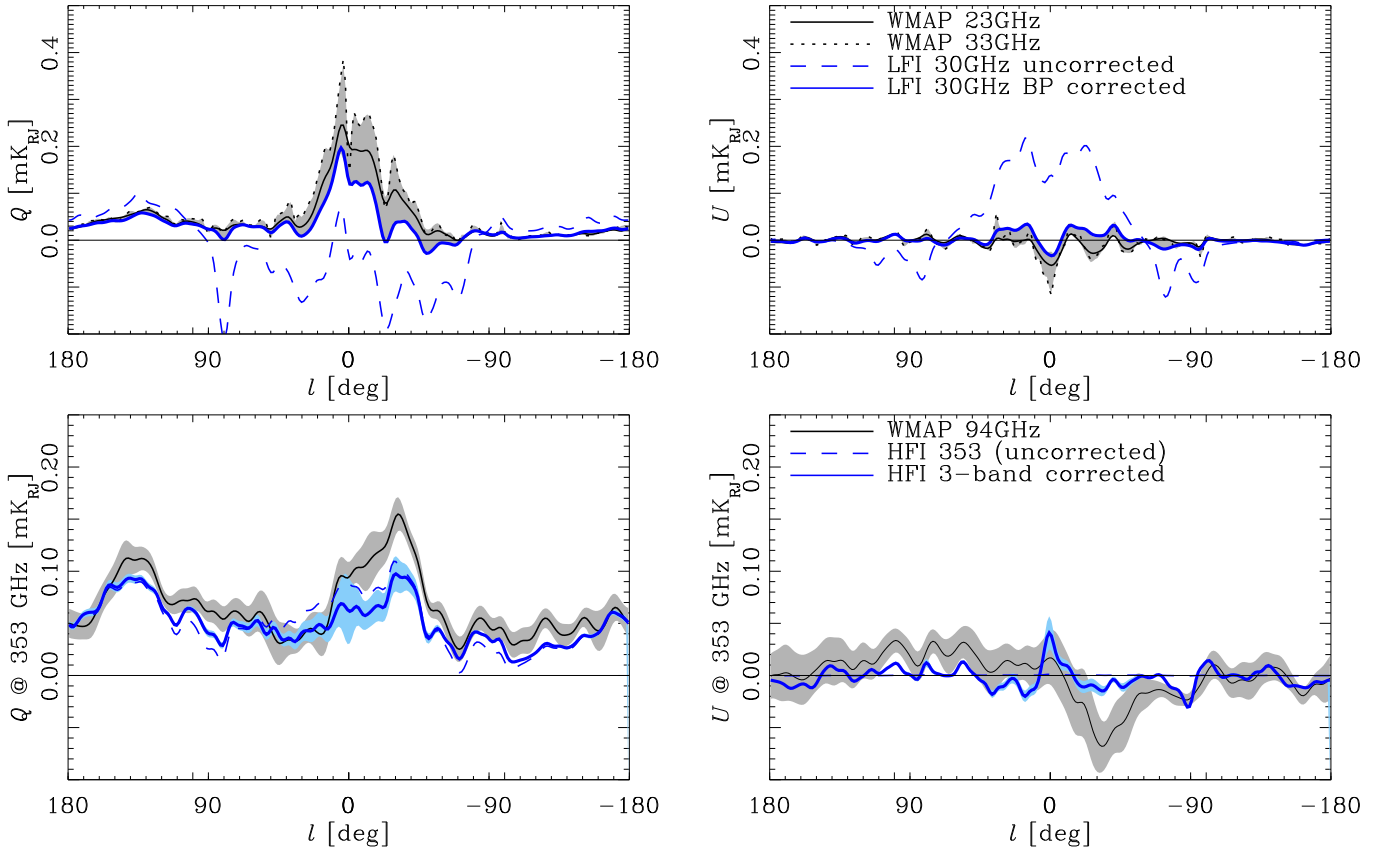 WMAP 23GHz
WMAP 33GHz
LFI 30GHz uncorrected
LFI 30GHz BP corrected
0.4
0.2
0.0
Q [mK_RJ]
180 90 0 −90 −180
l [deg]
0.4
0.2
0.0
U [mK_RJ]
180 90 0 −90 −180
l [deg]
0.20
0.10
0.00
Q @ 353 GHz [mK_RJ]
180 90 0 −90 −180
l [deg]
WMAP 94GHz
HFI 353 (uncorrected)
HFI 3−band corrected
0.20
0.10
0.00
U @ 353 GHz [mK_RJ]
180 90 0 −90 −180
l [deg]